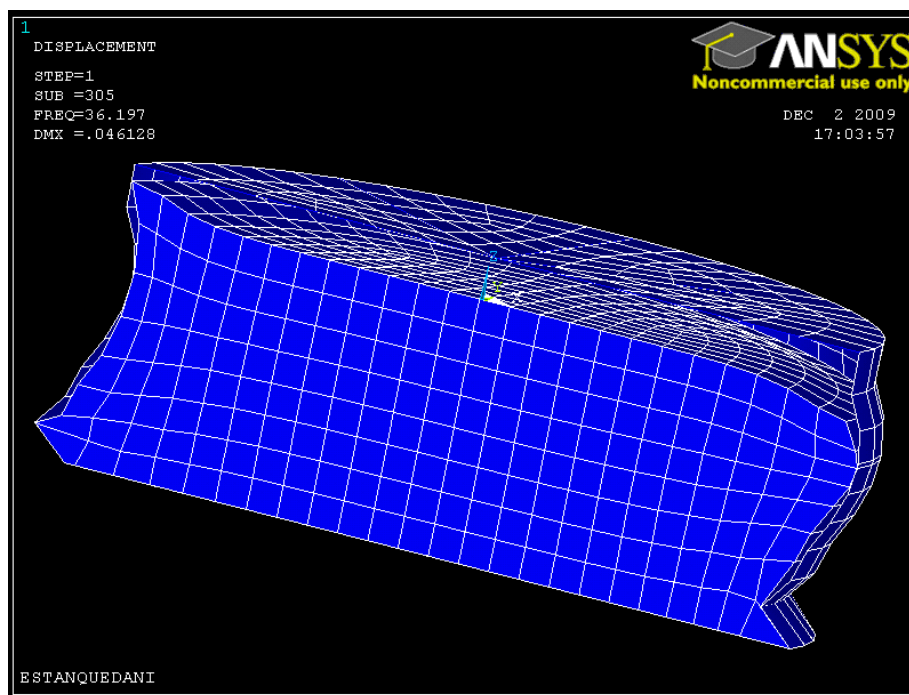 1
DISPLACEMENT
STEP=1
SUB =305
FREQ=36.197
DMX =.046128
ANSYS
Noncommercial use only
DEC 2 2009
17:03:57
ESTANQUEDANI